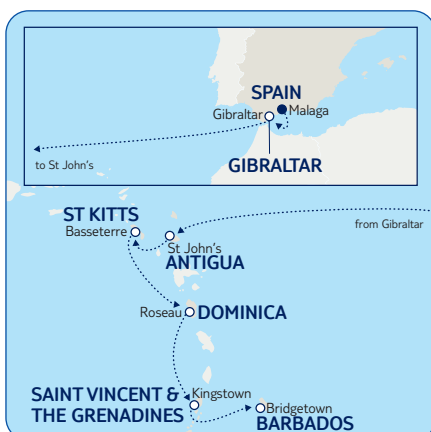 SPAIN
Gibraltar
Malaga
to St John's
GIBRALTAR
ST KITTS
Basseterre
from Gibraltar
St John's
ANTIGUA
Roseau
DOMINICA
SAINT VINCENT &
THE GRENADINES
Kingstown
Bridgetown
BARBADOS